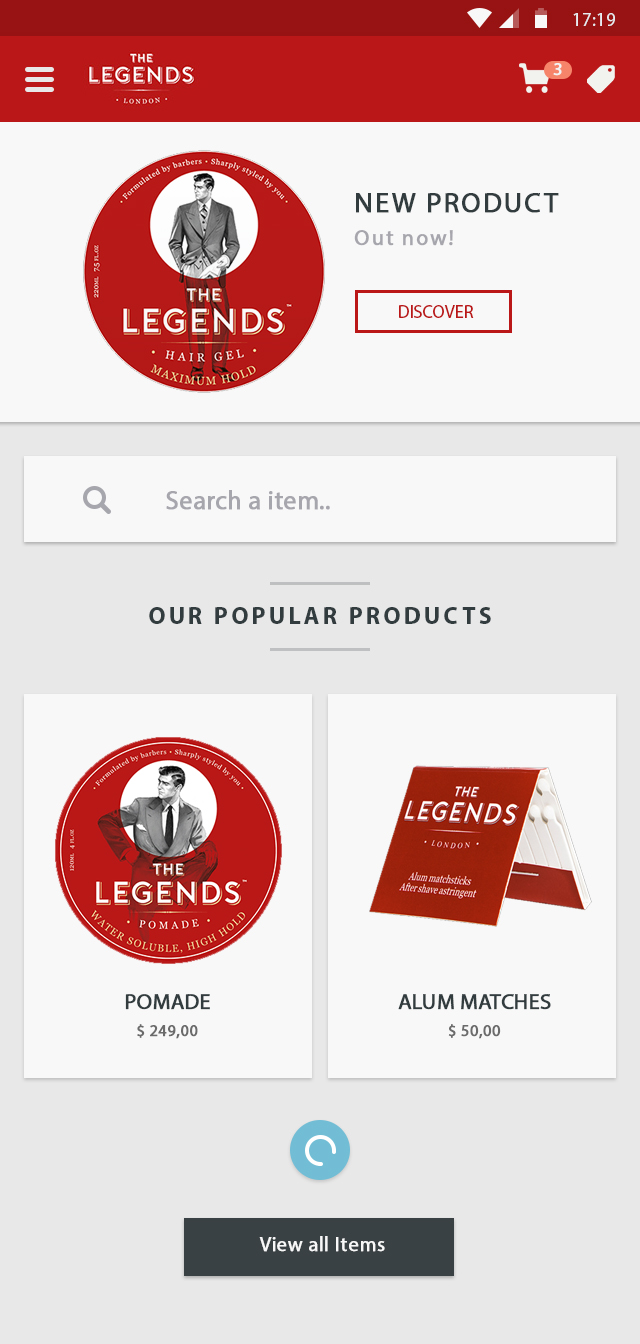 17:19
THE
LEGENDS
• LONDON •
3
• Formulated by barbers • Sharply styled by you •
220ML 7.5 FL.OZ
THE
LEGENDS™
• HAIR GEL •
MAXIMUM HOLD
NEW PRODUCT
Out now!
DISCOVER
Search a item..
OUR POPULAR PRODUCTS
• Formulated by barbers • Sharply styled by you •
120ML 4 FL.OZ
THE
LEGENDS™
• POMADE •
WATER SOLUBLE, HIGH HOLD
POMADE
$ 249,00
THE
LEGENDS
• LONDON •
Alum matchsticks
After shave astringent
ALUM MATCHES
$ 50,00
View all Items